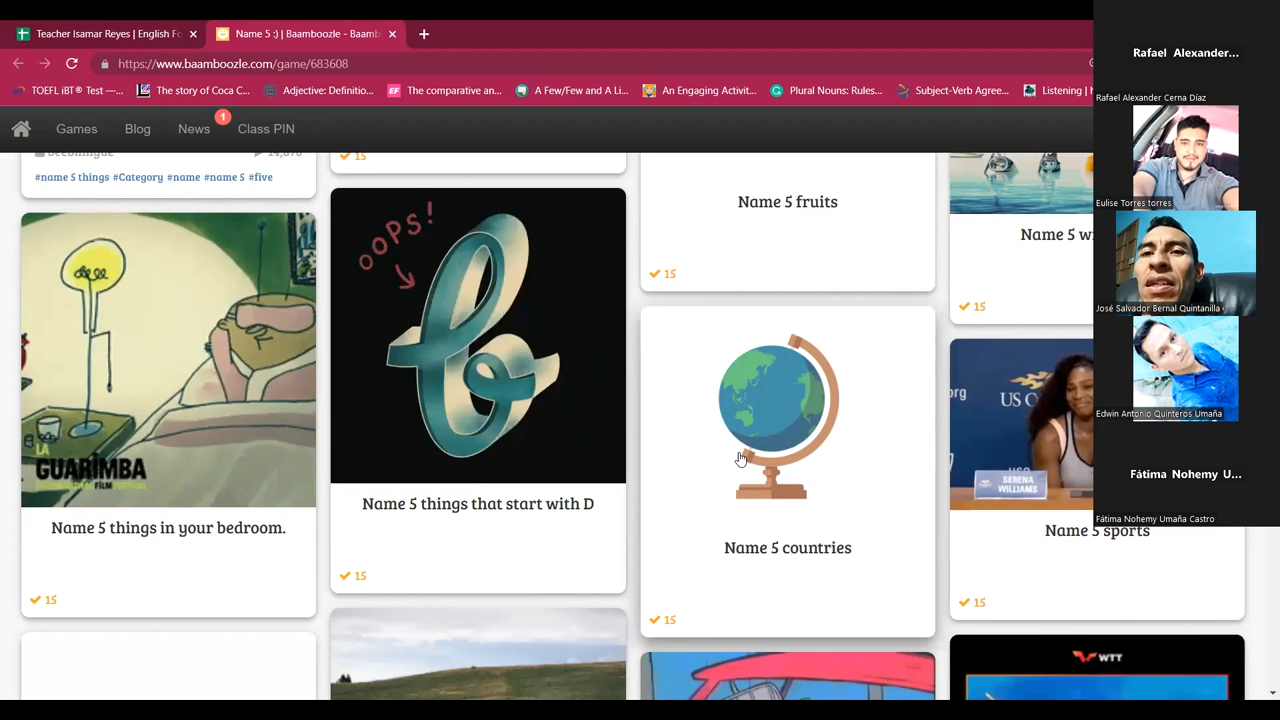 Teacher Isamar Reyes | English Fo
Name 5 :) | Baamboozle - Baamb
https://www.baamboozle.com/game/683608
TOEFL iBT® Test —...
The story of Coca C...
Adjective: Definitio...
EF
The comparative an...
A Few/Few and A Li...
An Engaging Activit...
Plural Nouns: Rules...
Subject-Verb Agree...
Listening | H
Games
Blog
News
1
Class PIN
#name 5 things #Category #name #name 5 #five
LA
GUARIMBA
FILM FESTIVAL
Name 5 things in your bedroom.
15
15
OOPS!
Name 5 things that start with D
15
Name 5 fruits
15
Name 5 countries
15
Name 5 wi
15
org
US O
SERENA
WILLIAMS
Name 5 sports
15
WTT
Rafael Alexander...
Rafael Alexander Cerna Díaz
Eulise Torres torres
José Salvador Bernal Quintanilla
Edwin Antonio Quinteros Umaña
Fátima Nohemy U...
Fátima Nohemy Umaña Castro